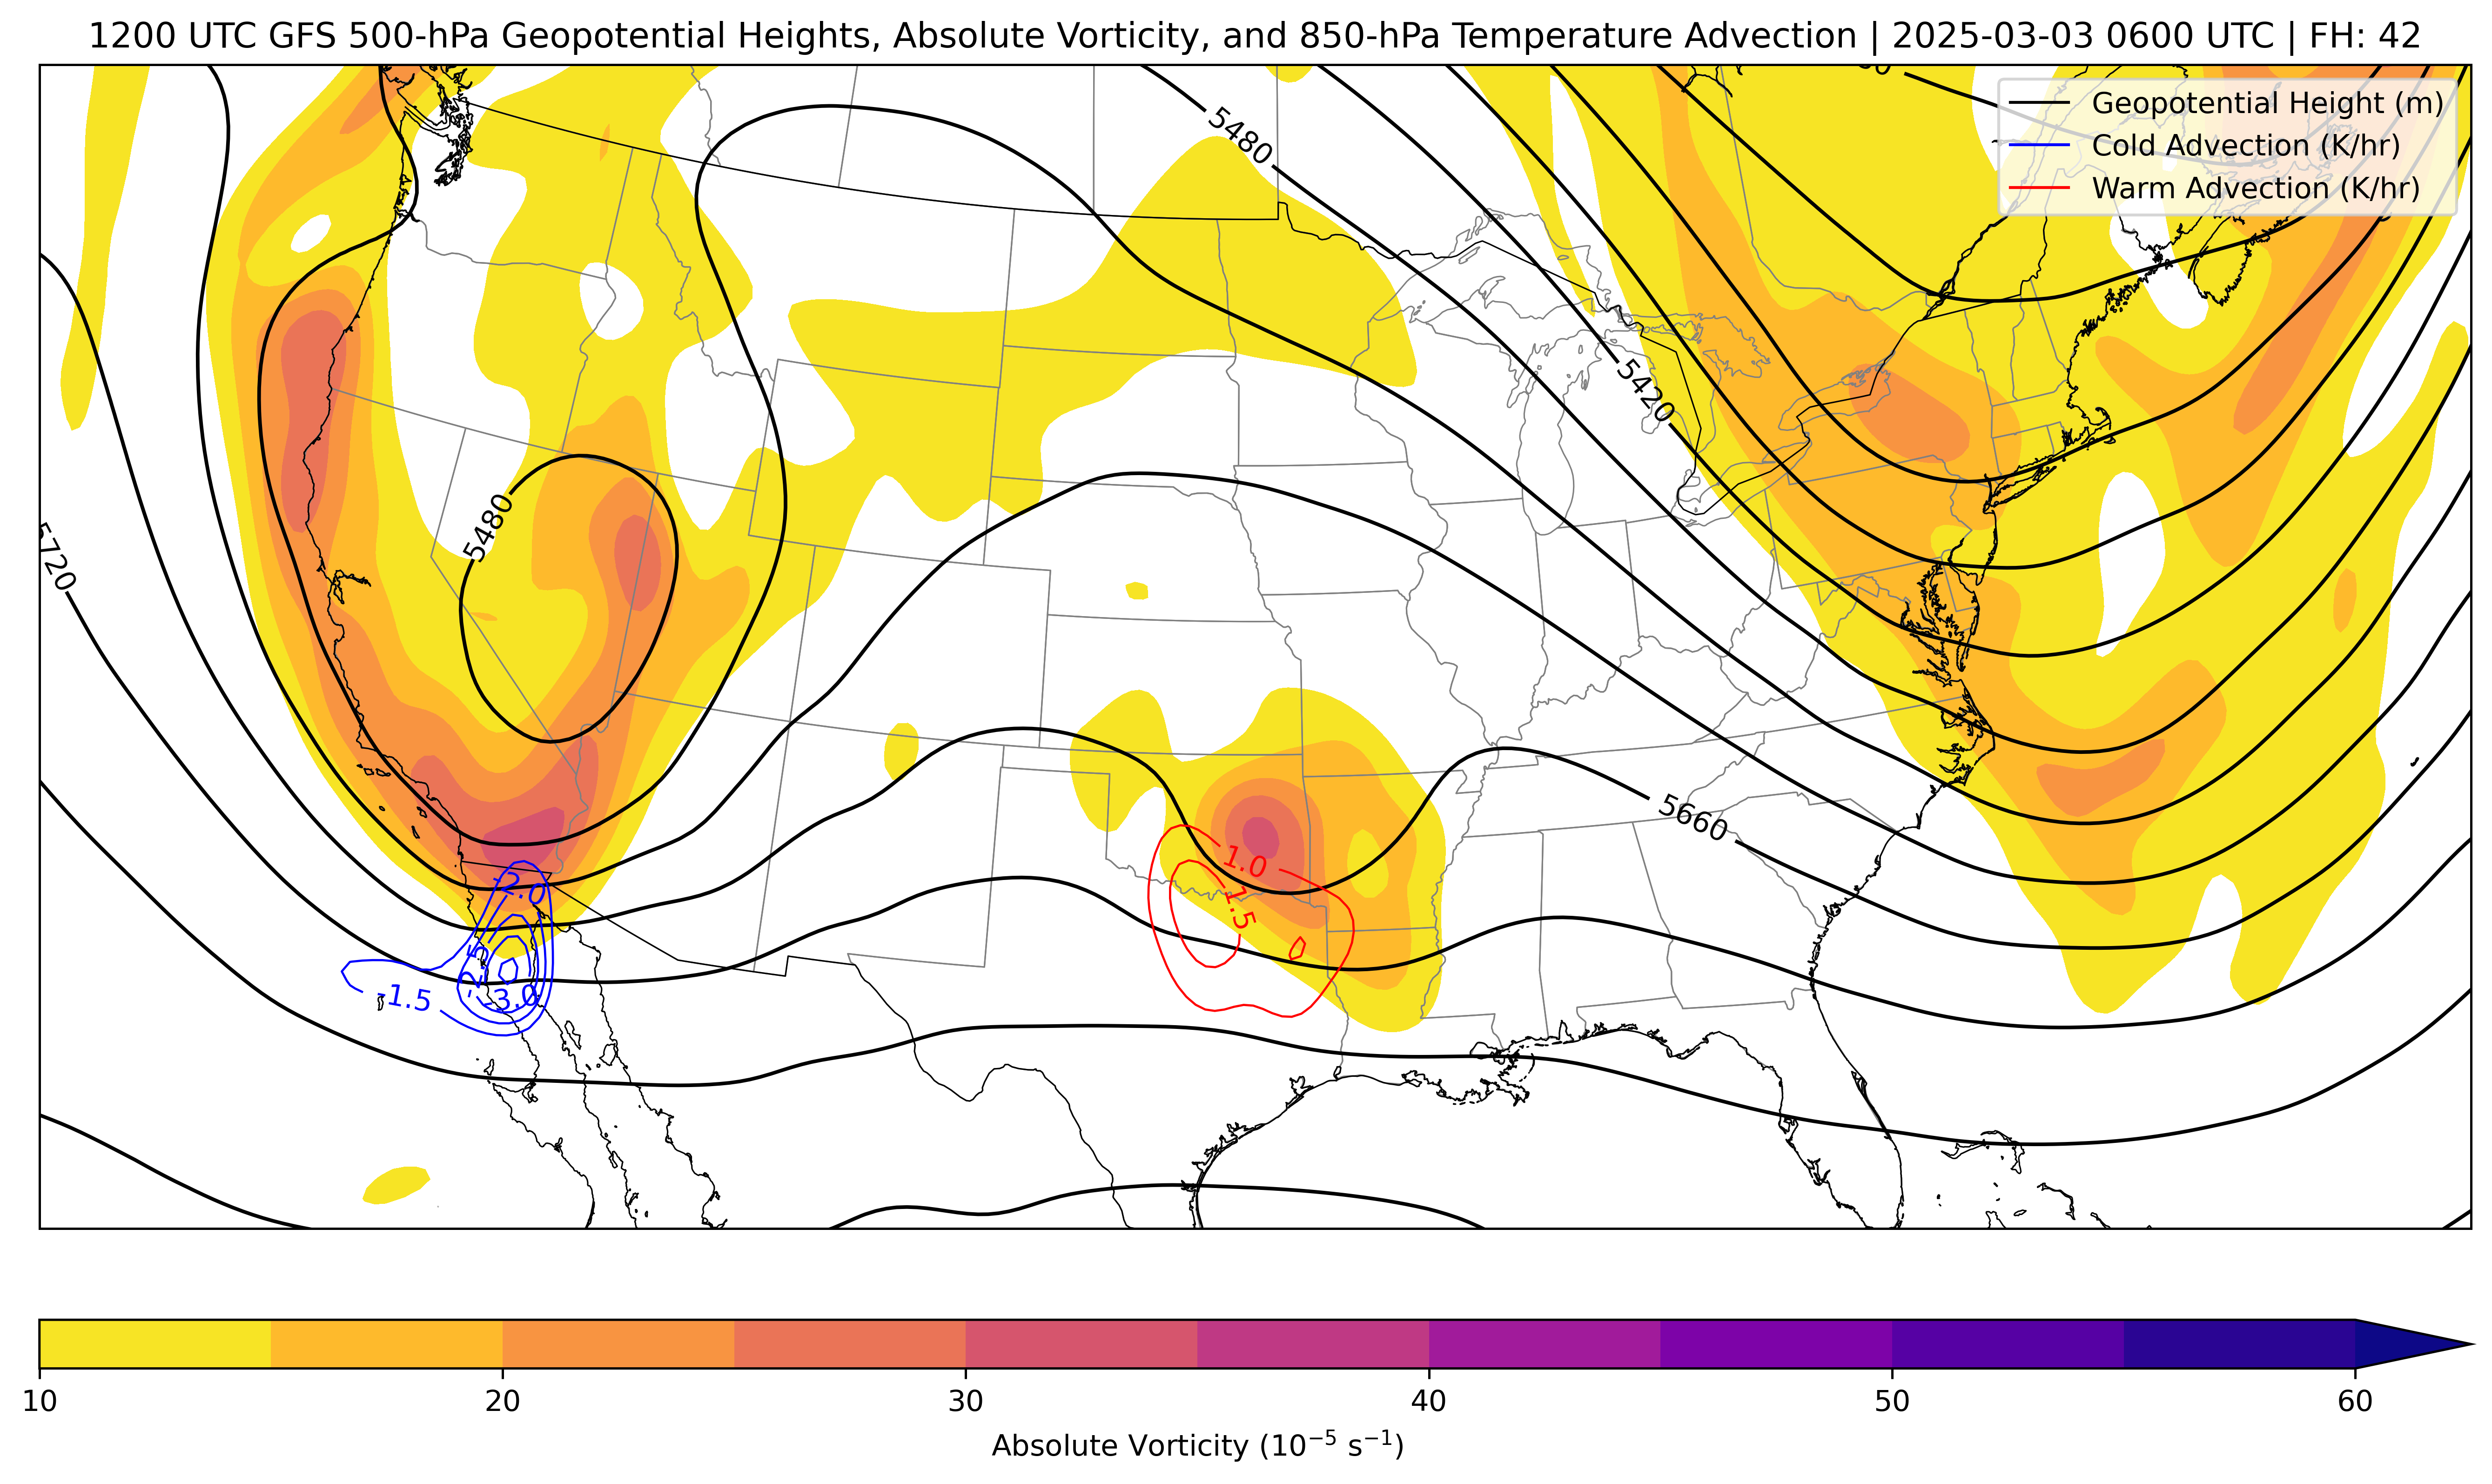 1200 UTC GFS 500-hPa Geopotential Heights, Absolute Vorticity, and 850-hPa Temperature Advection | 2025-03-03 0600 UTC | FH: 42
Geopotential Height (m)
Cold Advection (K/hr)
Warm Advection (K/hr)
5480
5420
5480
5720
5660
1.0
1.5
-2.0
-2.5
-1.5
-3.0
10 20 30 40 50 60
Absolute Vorticity (10⁻⁵ s⁻¹)